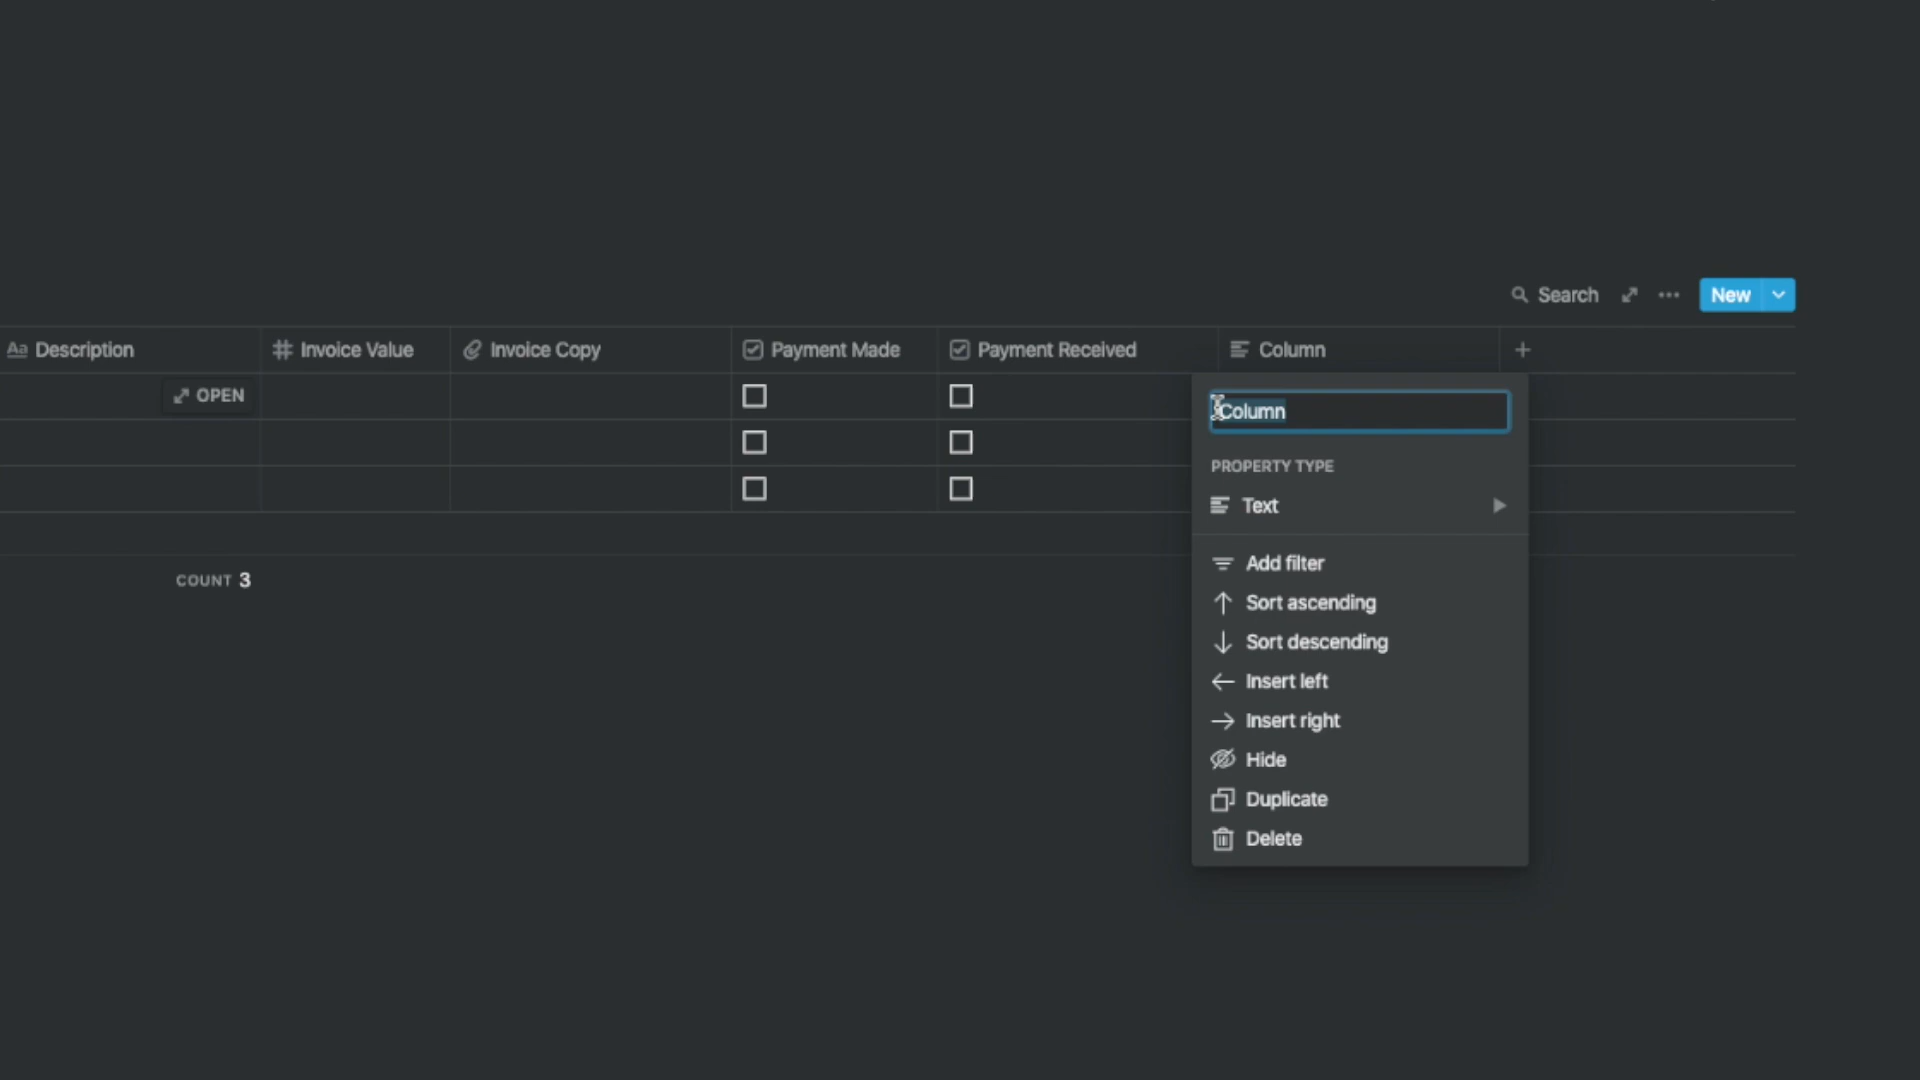 Search New
Aa Description Invoice Value Invoice Copy Payment Made Payment Received Column +
OPEN
Column
PROPERTY TYPE
Text
Add filter
COUNT 3
Sort ascending
Sort descending
Insert left
Insert right
Hide
Duplicate
Delete